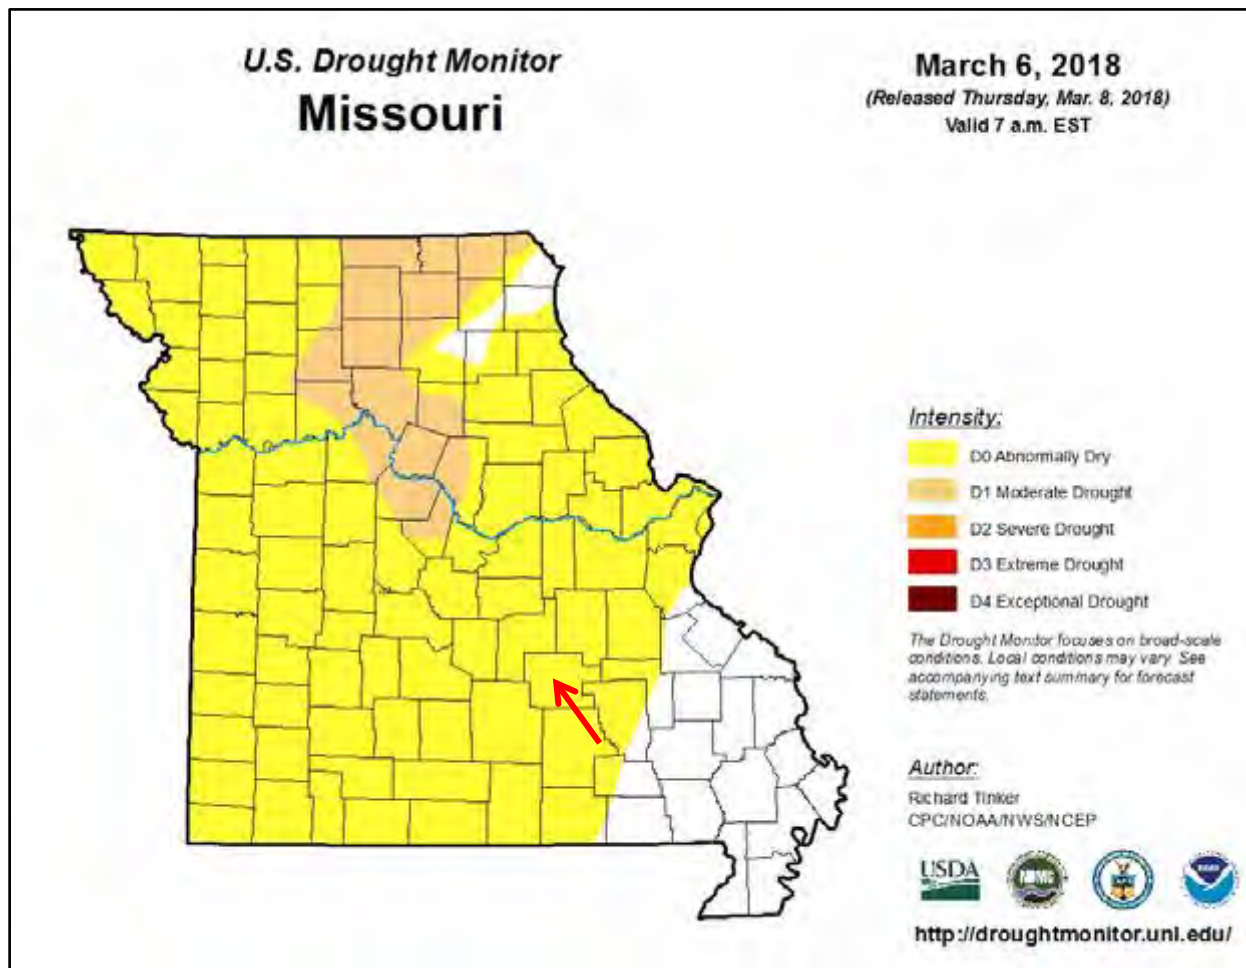 U.S. Drought Monitor
Missouri
March 6, 2018
(Released Thursday, Mar. 8, 2018)
Valid 7 a.m. EST
Intensity:
D0 Abnormally Dry
D1 Moderate Drought
D2 Severe Drought
D3 Extreme Drought
D4 Exceptional Drought
The Drought Monitor focuses on broad-scale
conditions. Local conditions may vary. See
accompanying text summary for forecast
statements.
Author:
Richard Tinker
CPC/NOAA/NWS/NCEP
USDA
http://droughtmonitor.unl.edu/